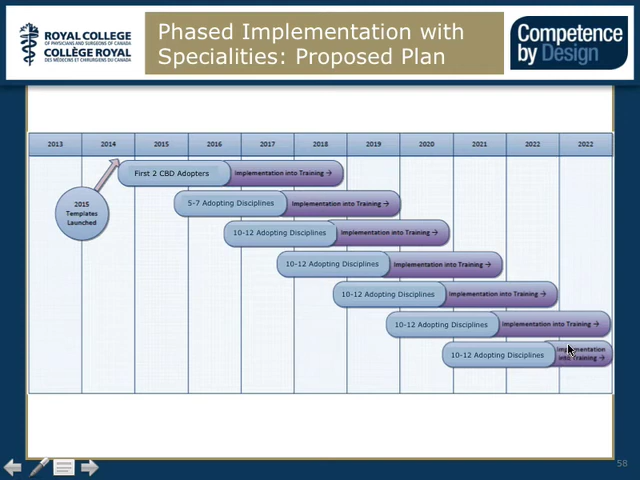 ROYAL COLLEGE
OF PHYSICIANS AND SURGEONS OF CANADA
COLLÈGE ROYAL
DES MÉDECINS ET CHIRURGIENS DU CANADA
Phased Implementation with
Specialities: Proposed Plan
Competence
by Design
2013 2014 2015 2016 2017 2018 2019 2020 2021 2022 2022
First 2 CBD Adopters Implementation into Training →
2015
Templates
Launched
5-7 Adopting Disciplines Implementation into Training →
10-12 Adopting Disciplines Implementation into Training →
10-12 Adopting Disciplines Implementation into Training →
10-12 Adopting Disciplines Implementation into Training →
10-12 Adopting Disciplines Implementation into Training →
10-12 Adopting Disciplines Implementation
into Training →
58